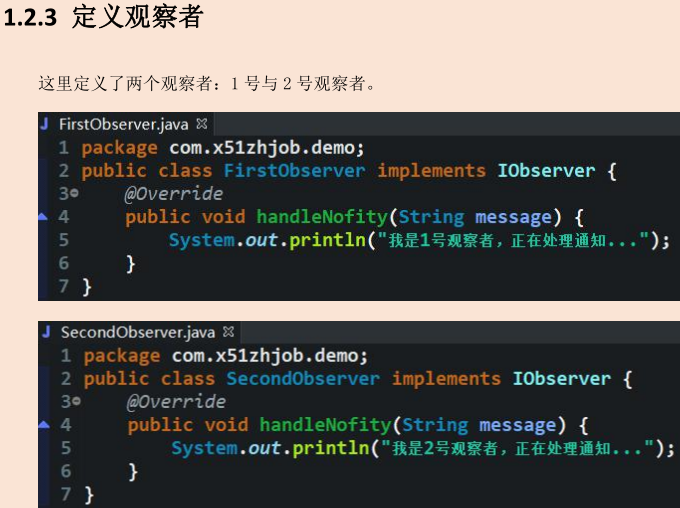 1.2.3 定义观察者
这里定义了两个观察者：1 号与 2 号观察者。
J FirstObserver.java
1 package com.x51zhjob.demo;
2 public class FirstObserver implements IObserver {
3 @Override
4 public void handleNofity(String message) {
5 System.out.println("我是1号观察者，正在处理通知...");
6 }
7 }
J SecondObserver.java
1 package com.x51zhjob.demo;
2 public class SecondObserver implements IObserver {
3 @Override
4 public void handleNofity(String message) {
5 System.out.println("我是2号观察者，正在处理通知...");
6 }
7 }